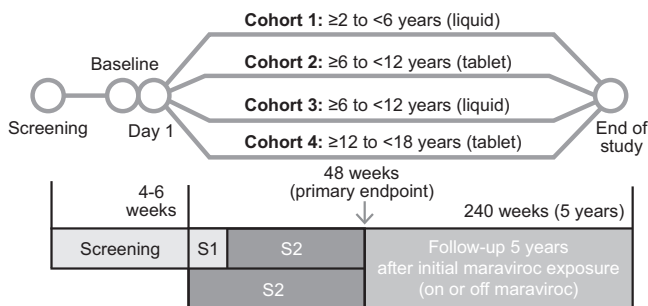 Cohort 1: ≥2 to <6 years (liquid)
Baseline
Cohort 2: ≥6 to <12 years (tablet)
Cohort 3: ≥6 to <12 years (liquid)
Screening
Day 1
Cohort 4: ≥12 to <18 years (tablet)
End of
study
48 weeks
(primary endpoint)
4-6
weeks
240 weeks (5 years)
Screening
S1
S2
S2
Follow-up 5 years
after initial maraviroc exposure
(on or off maraviroc)